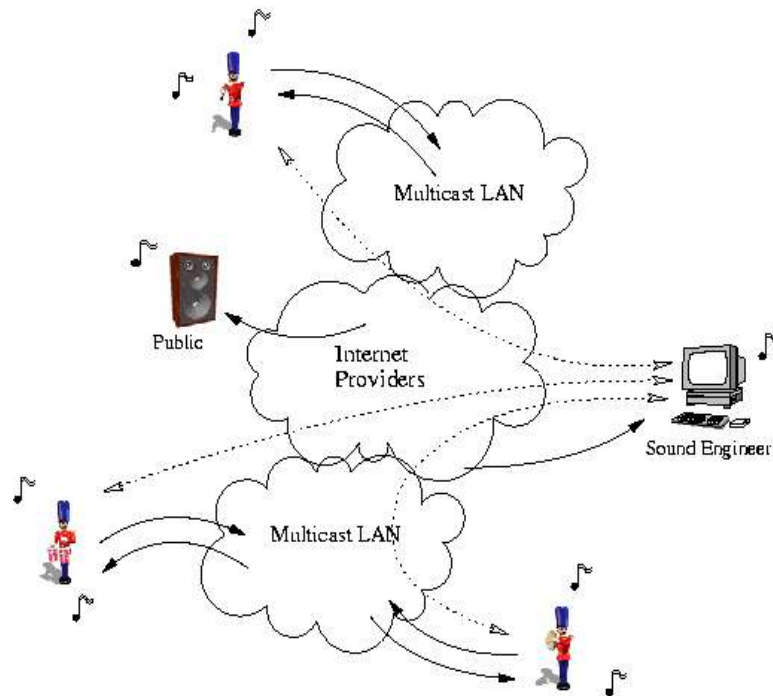 Multicast LAN
Public
Internet
Providers
Sound Engineer
Multicast LAN